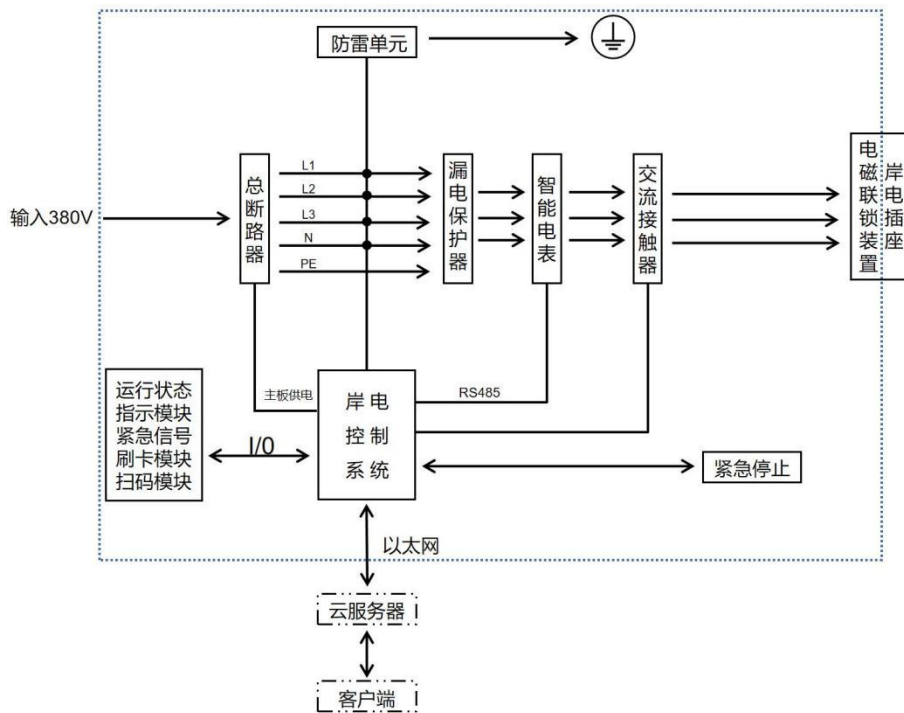 防雷单元
总断路器
L1
L2
L3
N
PE
漏电保护器
智能电表
交流接触器
电磁联锁装置
岸电插座
输入380V
运行状态
指示模块
紧急信号
刷卡模块
扫码模块
I/0
主板供电
岸电
控制
系统
RS485
紧急停止
以太网
云服务器
客户端